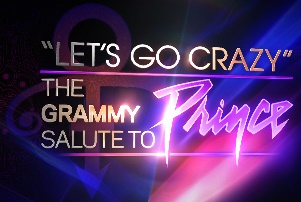 “LET'S GO CRAZY”
THE
GRAMMY
SALUTE TO Prince